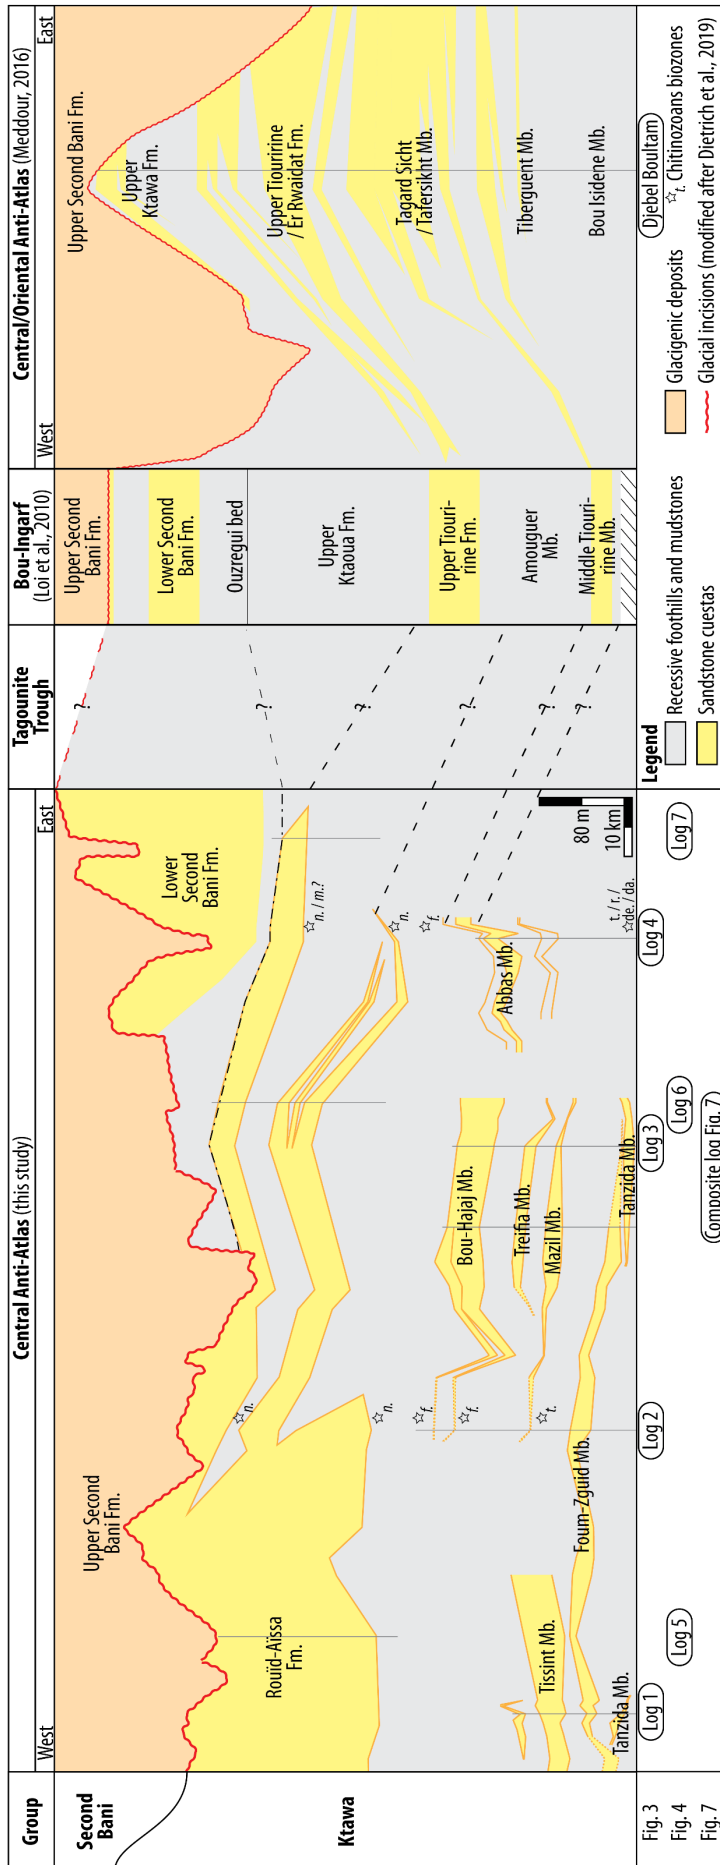 Group
Central Anti-Atlas (this study)
Tagounite
Trough
Bou-Ingarf
(Loi et al., 2010)
Central/Oriental Anti-Atlas (Meddour, 2016)
West
East
West
East
Second
Bani
Ktawa
Upper Second
Bani Fm.
Rouïd-Aïssa
Fm.
Lower
Second
Bani Fm.
n.
n.
f.
f.
t.
n. / m.?
n.
f.
t. / r. /
de./ da.
Tissint Mb.
Tanzida Mb.
Foum-Zguid Mb.
Bou-Hajaj Mb.
Treifia Mb.
Mazil Mb.
Tanzida Mb.
Abbas Mb.
80 m
10 km
?
?
?
?
?
?
Upper Second
Bani Fm.
Lower Second
Bani Fm.
Ouzregui bed
Upper
Ktaoua Fm.
Upper Tiouri-
rine Fm.
Amouguer
Mb.
Middle Tiouri-
rine Mb.
Upper Second Bani Fm.
Upper
Ktawa Fm.
Upper Tiouririne
/ Er Rwaidat Fm.
Tagard Sicht
/ Tafersikht Mb.
Tiberguent Mb.
Bou Isidene Mb.
Fig. 3
Log 1
Log 2
Log 3
Log 4
Djebel Boultam
Fig. 4
Log 5
Log 6
Log 7
Fig. 7
Composite log Fig. 7
Legend
Recessive foothills and mudstones
Sandstone cuestas
Glacigenic deposits
Glacial incisions (modified after Dietrich et al., 2019)
t. Chitinozoans biozones